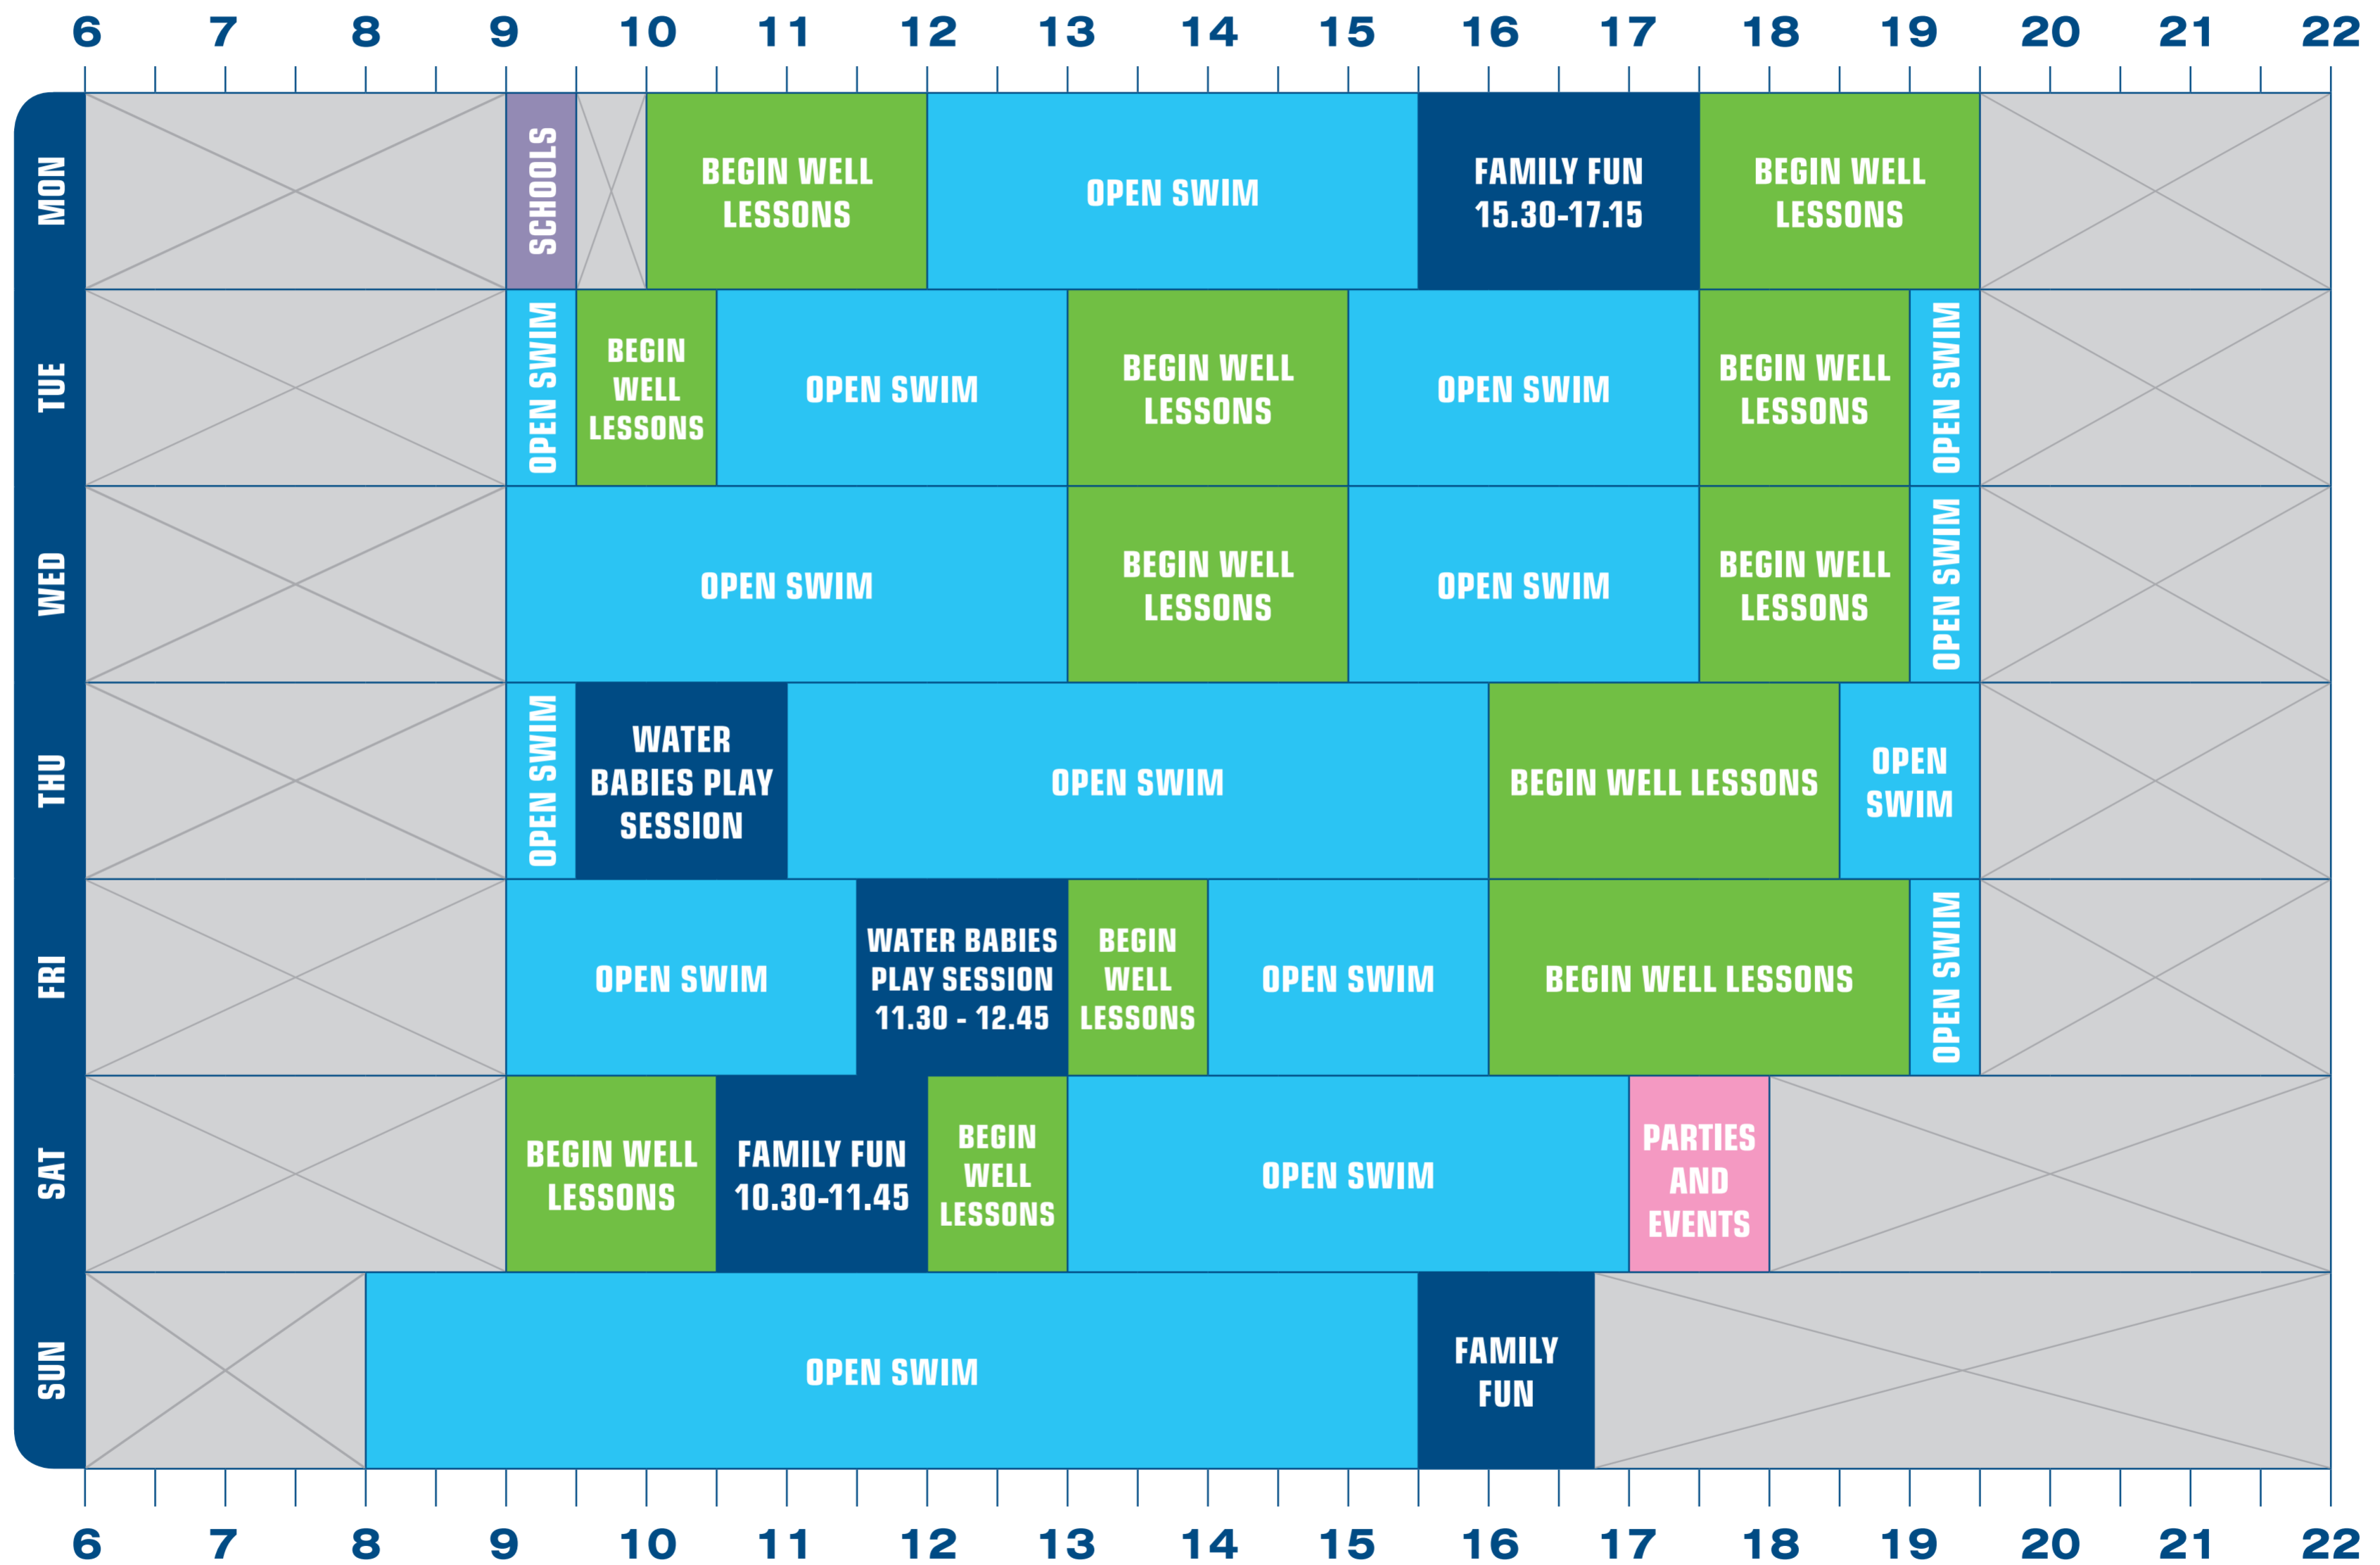 6 7 8 9 10 11 12 13 14 15 16 17 18 19 20 21 22
MON
SCHOOLS
BEGIN WELL
LESSONS
OPEN SWIM
FAMILY FUN
15.30-17.15
BEGIN WELL
LESSONS
TUE
OPEN SWIM
BEGIN
WELL
LESSONS
OPEN SWIM
BEGIN WELL
LESSONS
OPEN SWIM
BEGIN WELL
LESSONS
OPEN SWIM
WED
OPEN SWIM
BEGIN WELL
LESSONS
OPEN SWIM
BEGIN WELL
LESSONS
OPEN SWIM
THU
OPEN SWIM
WATER
BABIES PLAY
SESSION
OPEN SWIM
BEGIN WELL LESSONS
OPEN
SWIM
FRI
OPEN SWIM
WATER BABIES
PLAY SESSION
11.30 - 12.45
BEGIN
WELL
LESSONS
OPEN SWIM
BEGIN WELL LESSONS
OPEN SWIM
SAT
BEGIN WELL
LESSONS
FAMILY FUN
10.30-11.45
BEGIN
WELL
LESSONS
OPEN SWIM
PARTIES
AND
EVENTS
SUN
OPEN SWIM
FAMILY
FUN
6 7 8 9 10 11 12 13 14 15 16 17 18 19 20 21 22